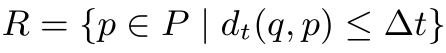 R = {p ∈ P | d_t(q, p) ≤ Δt}